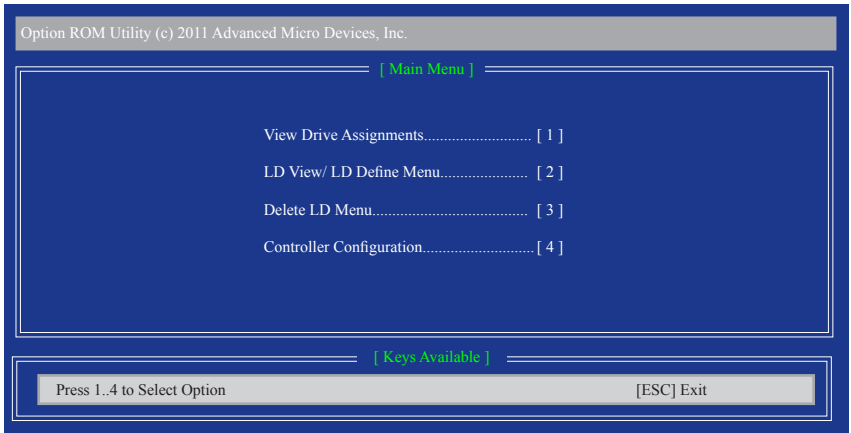 Option ROM Utility (c) 2011 Advanced Micro Devices, Inc.
[ Main Menu ]
View Drive Assignments........................... [ 1 ]
LD View/ LD Define Menu...................... [ 2 ]
Delete LD Menu....................................... [ 3 ]
Controller Configuration............................[ 4 ]
[ Keys Available ]
Press 1..4 to Select Option [ESC] Exit